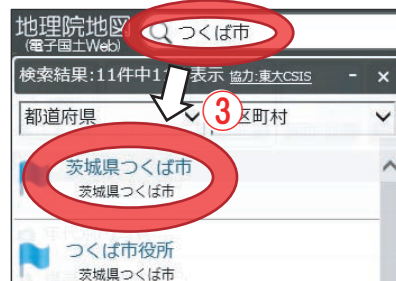 地理院地図
(電子国土Web)
つくば市
検索結果:11件中1 表示 協力:東大CSIS - ×
都道府県
③
区町村
茨城県つくば市
茨城県つくば市
つくば市役所
茨城県つくば市